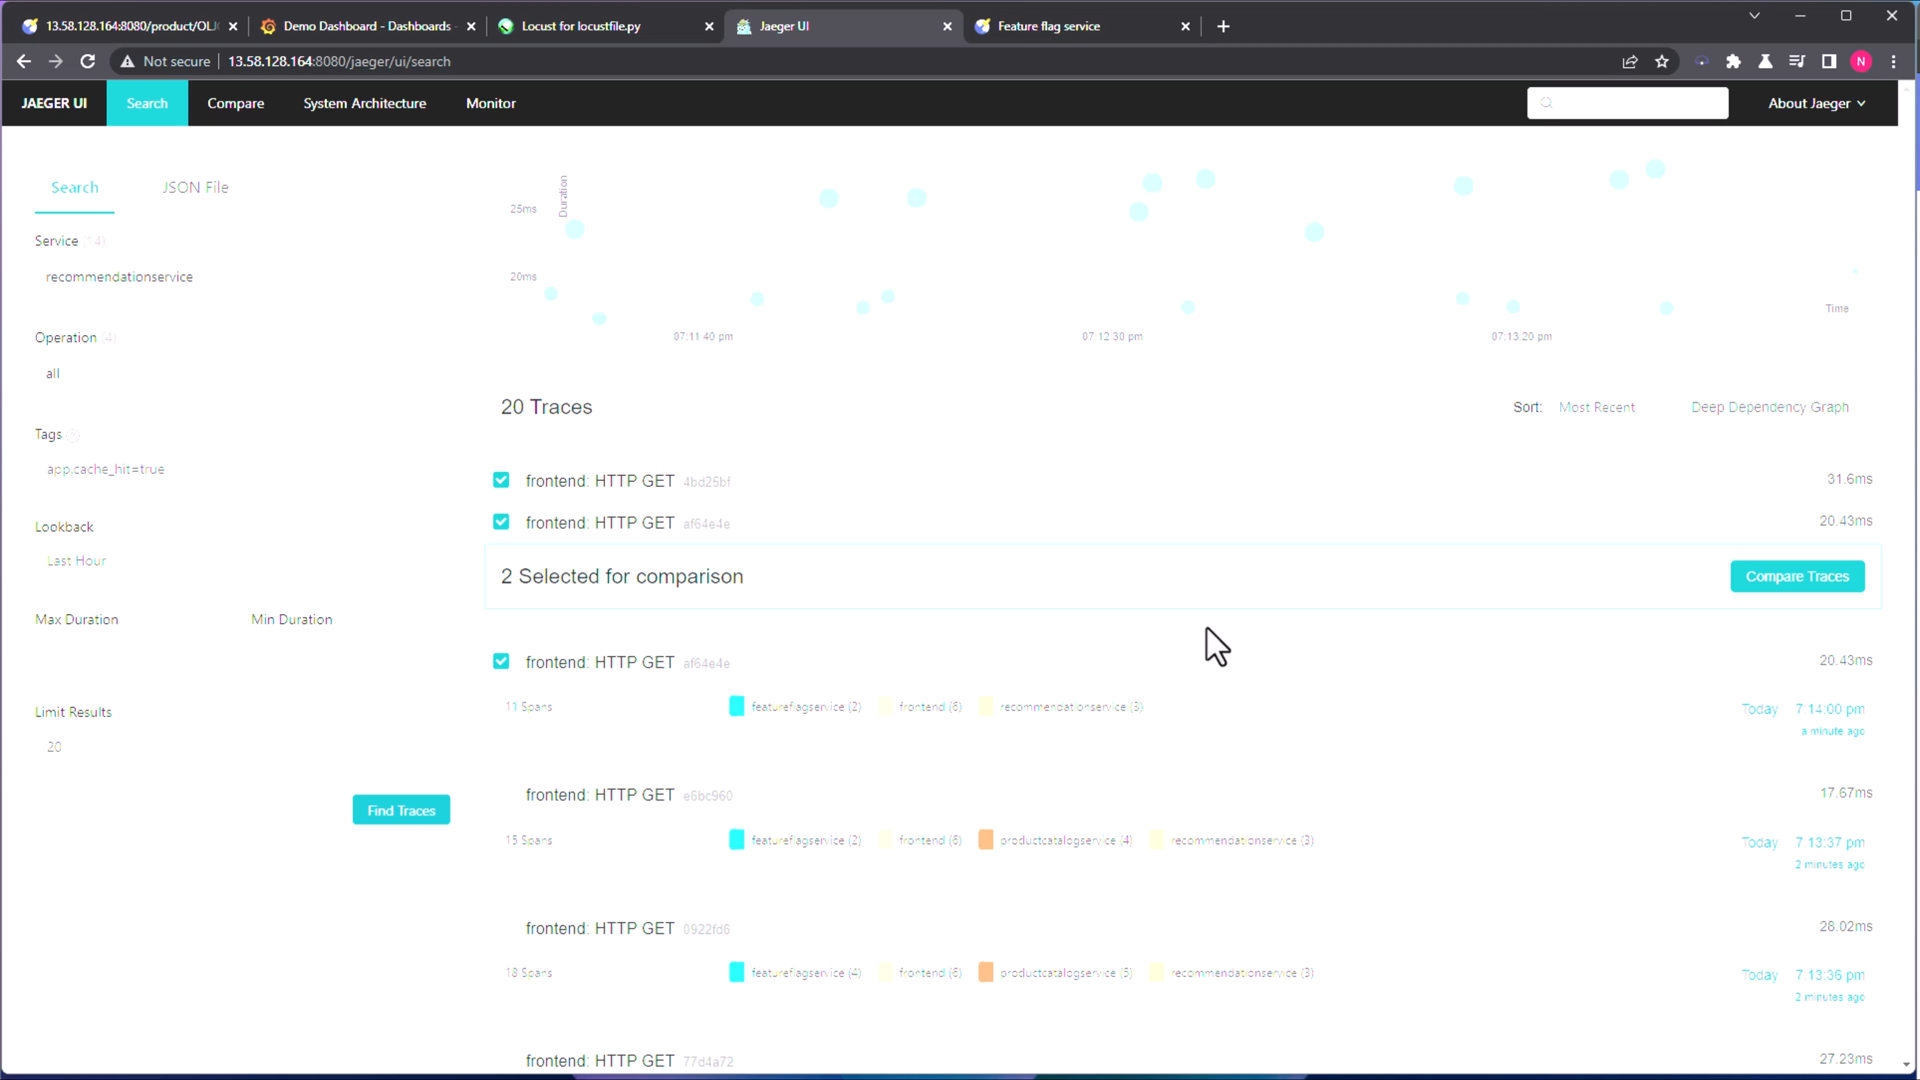 13.58.128.164:8080/product/OLJ
Demo Dashboard - Dashboards
Locust for locustfile.py
Jaeger UI
Feature flag service
Not secure
13.58.128.164:8080/jaeger/ui/search
N
JAEGER UI
Search
Compare
System Architecture
Monitor
About Jaeger
Search
JSON File
Service (14)
recommendationservice
Operation (4)
all
Tags
app.cache_hit=true
Lookback
Last Hour
Max Duration
Min Duration
Limit Results
20
Find Traces
Duration
25ms
20ms
Time
07:11:40 pm
07:12:30 pm
07:13:20 pm
20 Traces
Sort:
Most Recent
Deep Dependency Graph
frontend: HTTP GET 4bd25bf
31.6ms
frontend: HTTP GET af64e4e
20.43ms
2 Selected for comparison
Compare Traces
frontend: HTTP GET af64e4e
20.43ms
11 Spans
featureflagservice (2)
frontend (6)
recommendationservice (3)
Today
7:14:00 pm
a minute ago
frontend: HTTP GET e6bc960
17.67ms
15 Spans
featureflagservice (2)
frontend (6)
productcatalogservice (4)
recommendationservice (3)
Today
7:13:37 pm
2 minutes ago
frontend: HTTP GET 0922fd6
28.02ms
18 Spans
featureflagservice (4)
frontend (6)
productcatalogservice (5)
recommendationservice (3)
Today
7:13:36 pm
2 minutes ago
frontend: HTTP GET 77d4a72
27.23ms